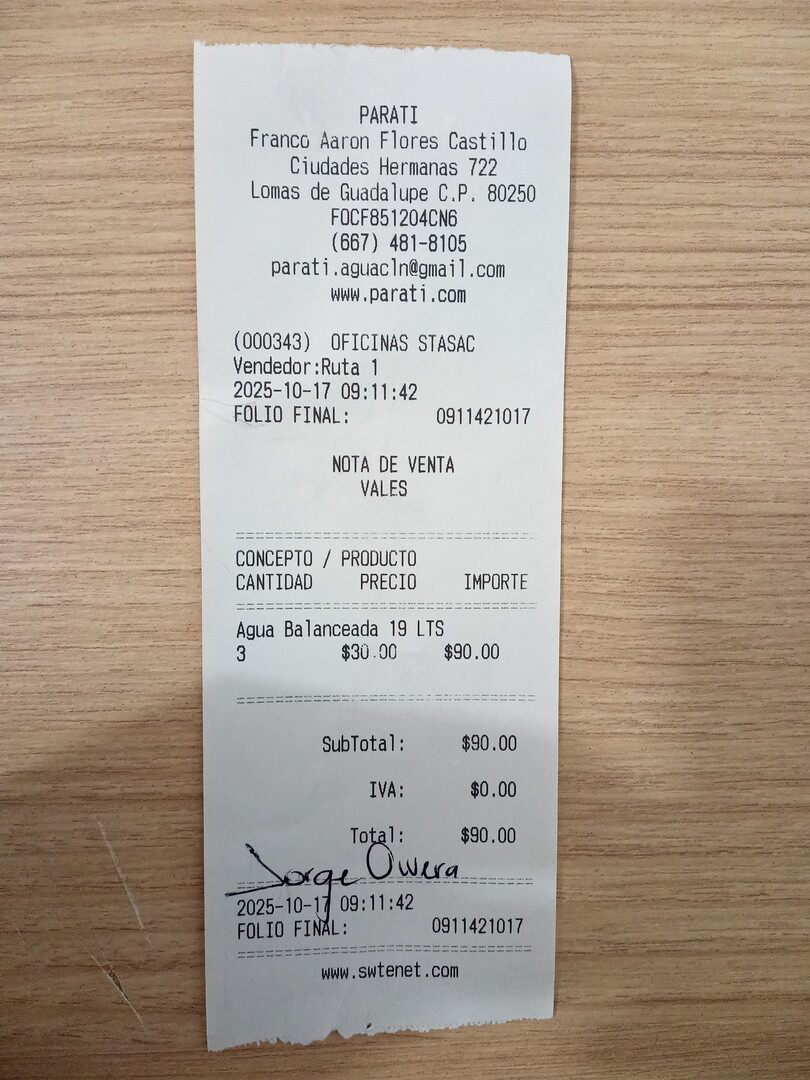 PARATI
Franco Aaron Flores Castillo
Ciudades Hermanas 722
Lomas de Guadalupe C.P. 80250
FOCF851204CN6
(667) 481-8105
parati.aguacln@gmail.com
www.parati.com
(000343) OFICINAS STASAC
Vendedor:Ruta 1
2025-10-17 09:11:42
FOLIO FINAL: 0911421017
NOTA DE VENTA
VALES
CONCEPTO / PRODUCTO
CANTIDAD PRECIO IMPORTE
Agua Balanceada 19 LTS
3 $30.00 $90.00
SubTotal: $90.00
IVA: $0.00
Total: $90.00
Jorge
2025-10-17 09:11:42
FOLIO FINAL: 0911421017
www.swtenet.com